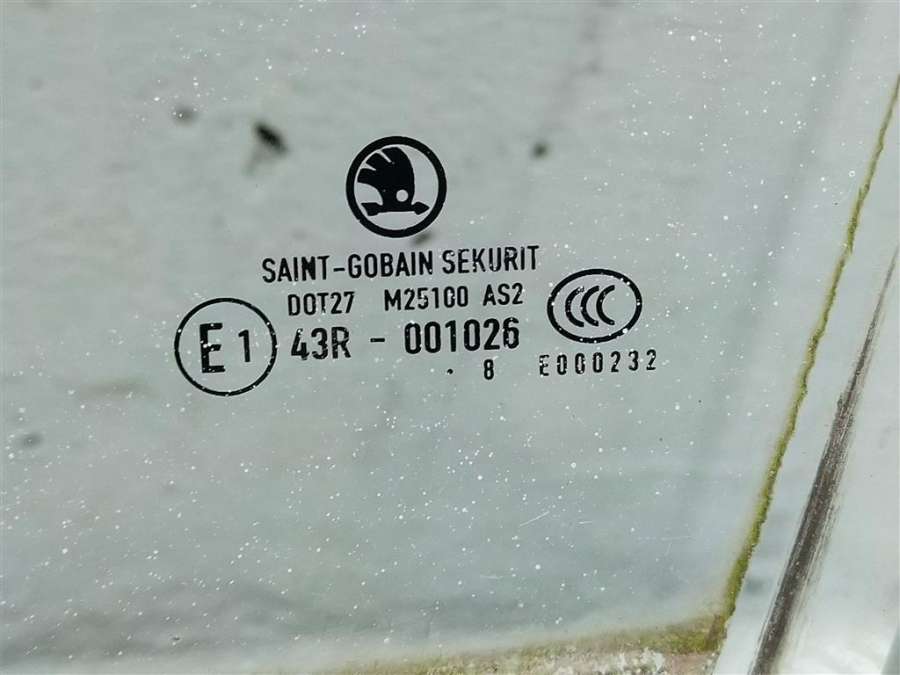 SAINT-GOBAIN SEKURIT
DOT27 M25100 AS2
CCC
E1 43R - 001026
. 8 E000232